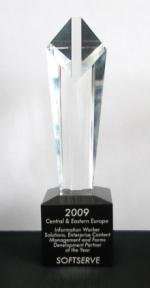 2009
Central & Eastern Europe
Information Worker
Solutions, Enterprise Content
Management and Forms
Development Partner
of the Year
SOFTSERVE